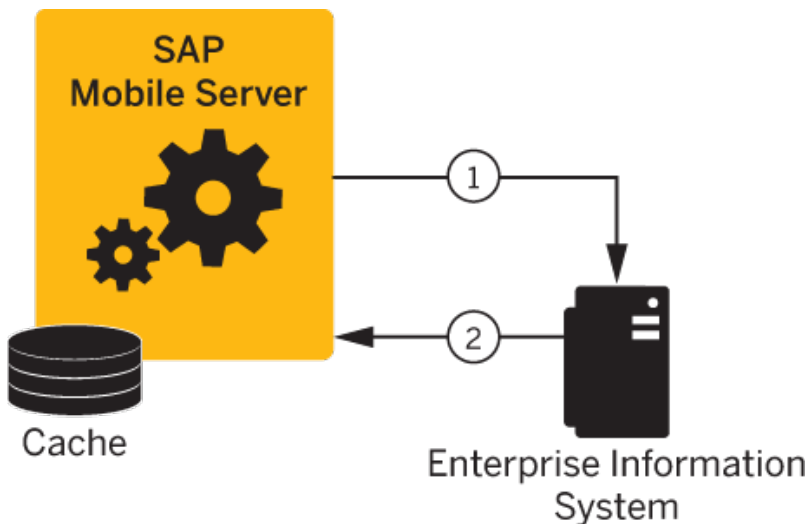 SAP
Mobile Server
1
2
Cache
Enterprise Information
System